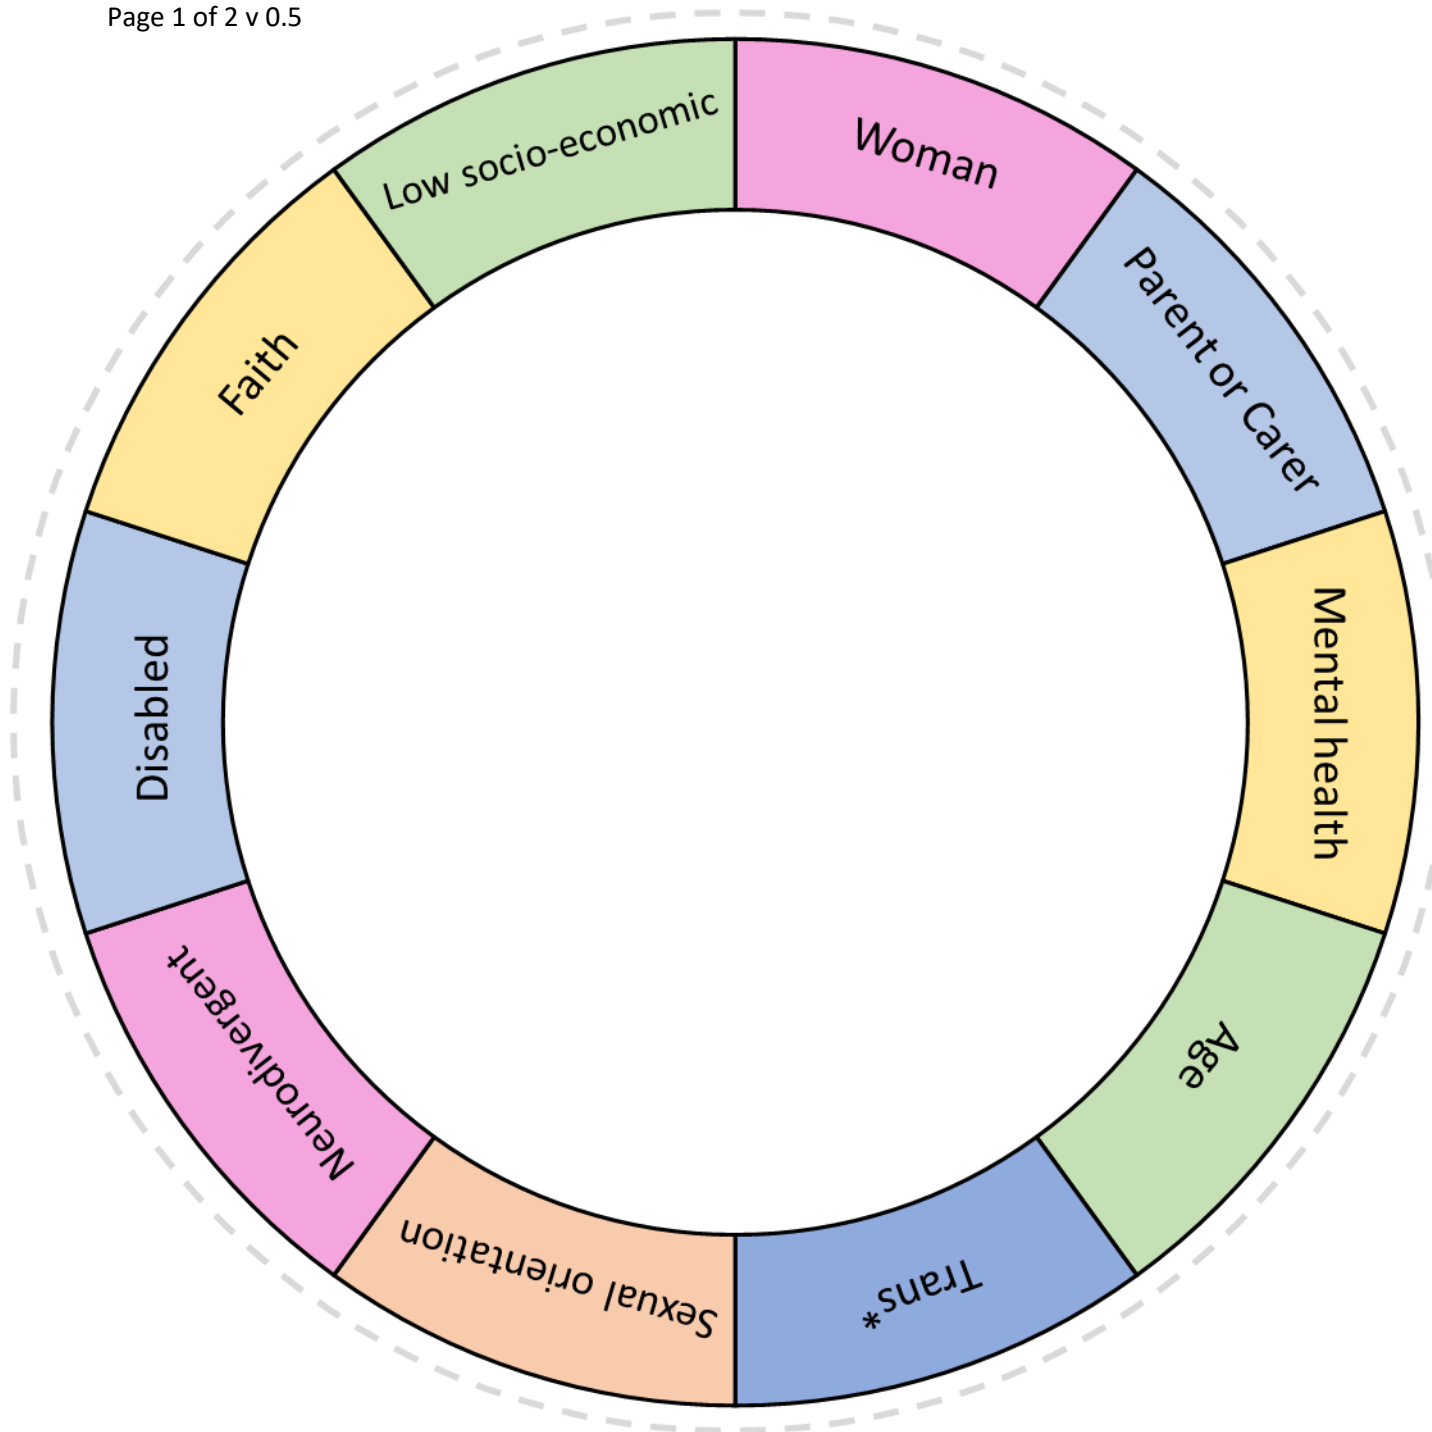 Page 1 of 2 v 0.5
Woman
Parent or Carer
Mental health
Age
Trans*
Sexual orientation
Neurodivergent
Disabled
Faith
Low socio-economic